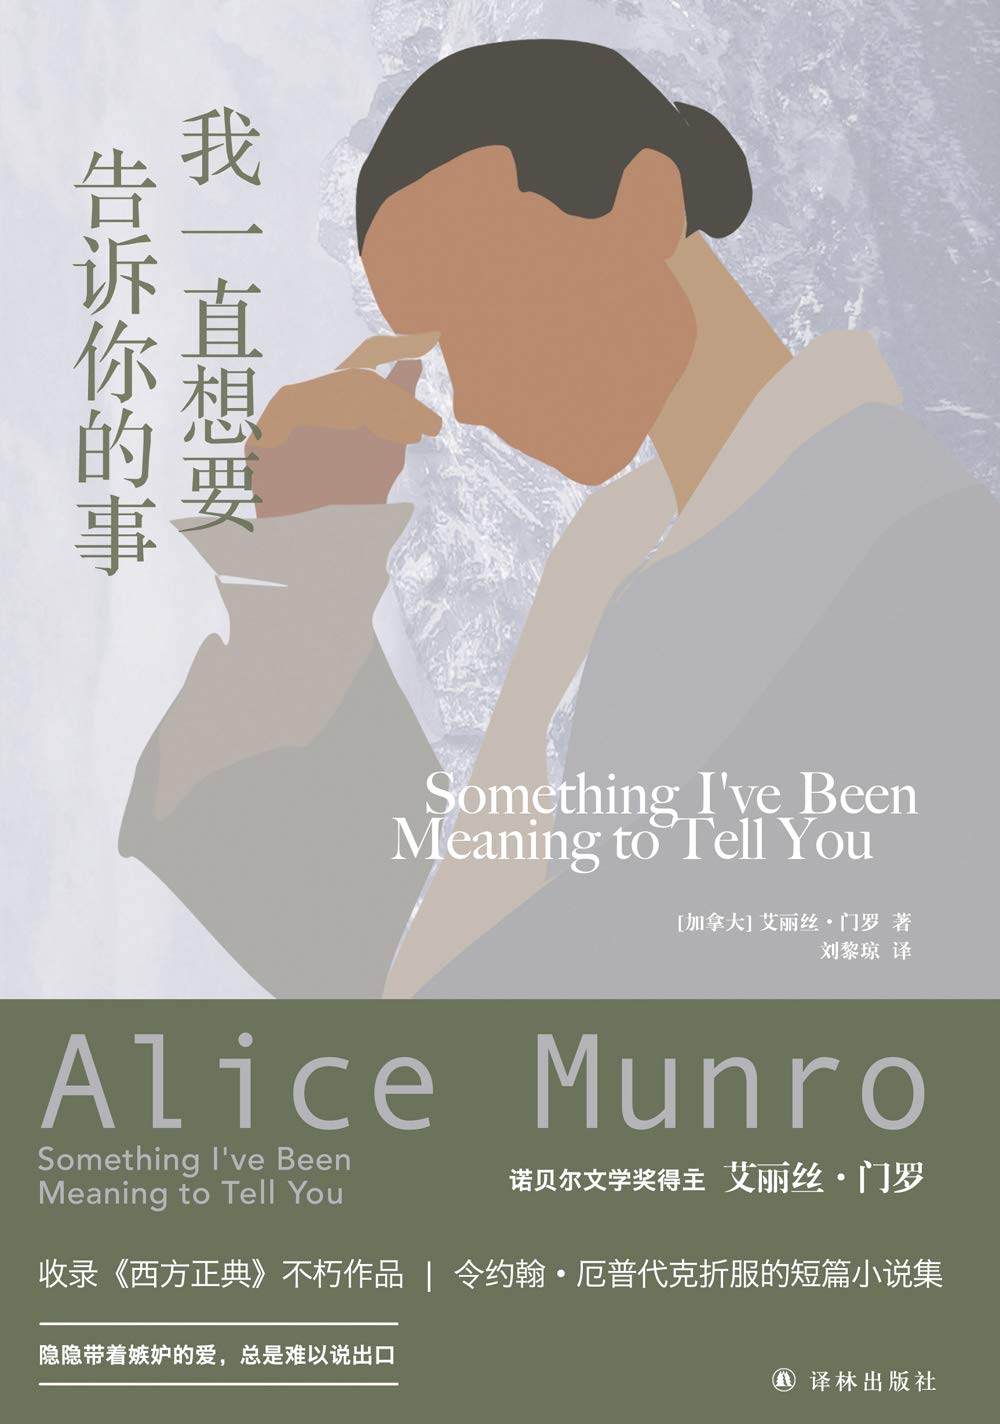 我一直想要
告诉你的事
Something I've Been
Meaning to Tell You
[加拿大] 艾丽丝·门罗 著
刘黎琼 译
Alice Munro
Something I've Been
Meaning to Tell You
诺贝尔文学奖得主 艾丽丝·门罗
收录《西方正典》不朽作品 | 令约翰·厄普代克折服的短篇小说集
隐隐带着嫉妒的爱，总是难以说出口
译林出版社